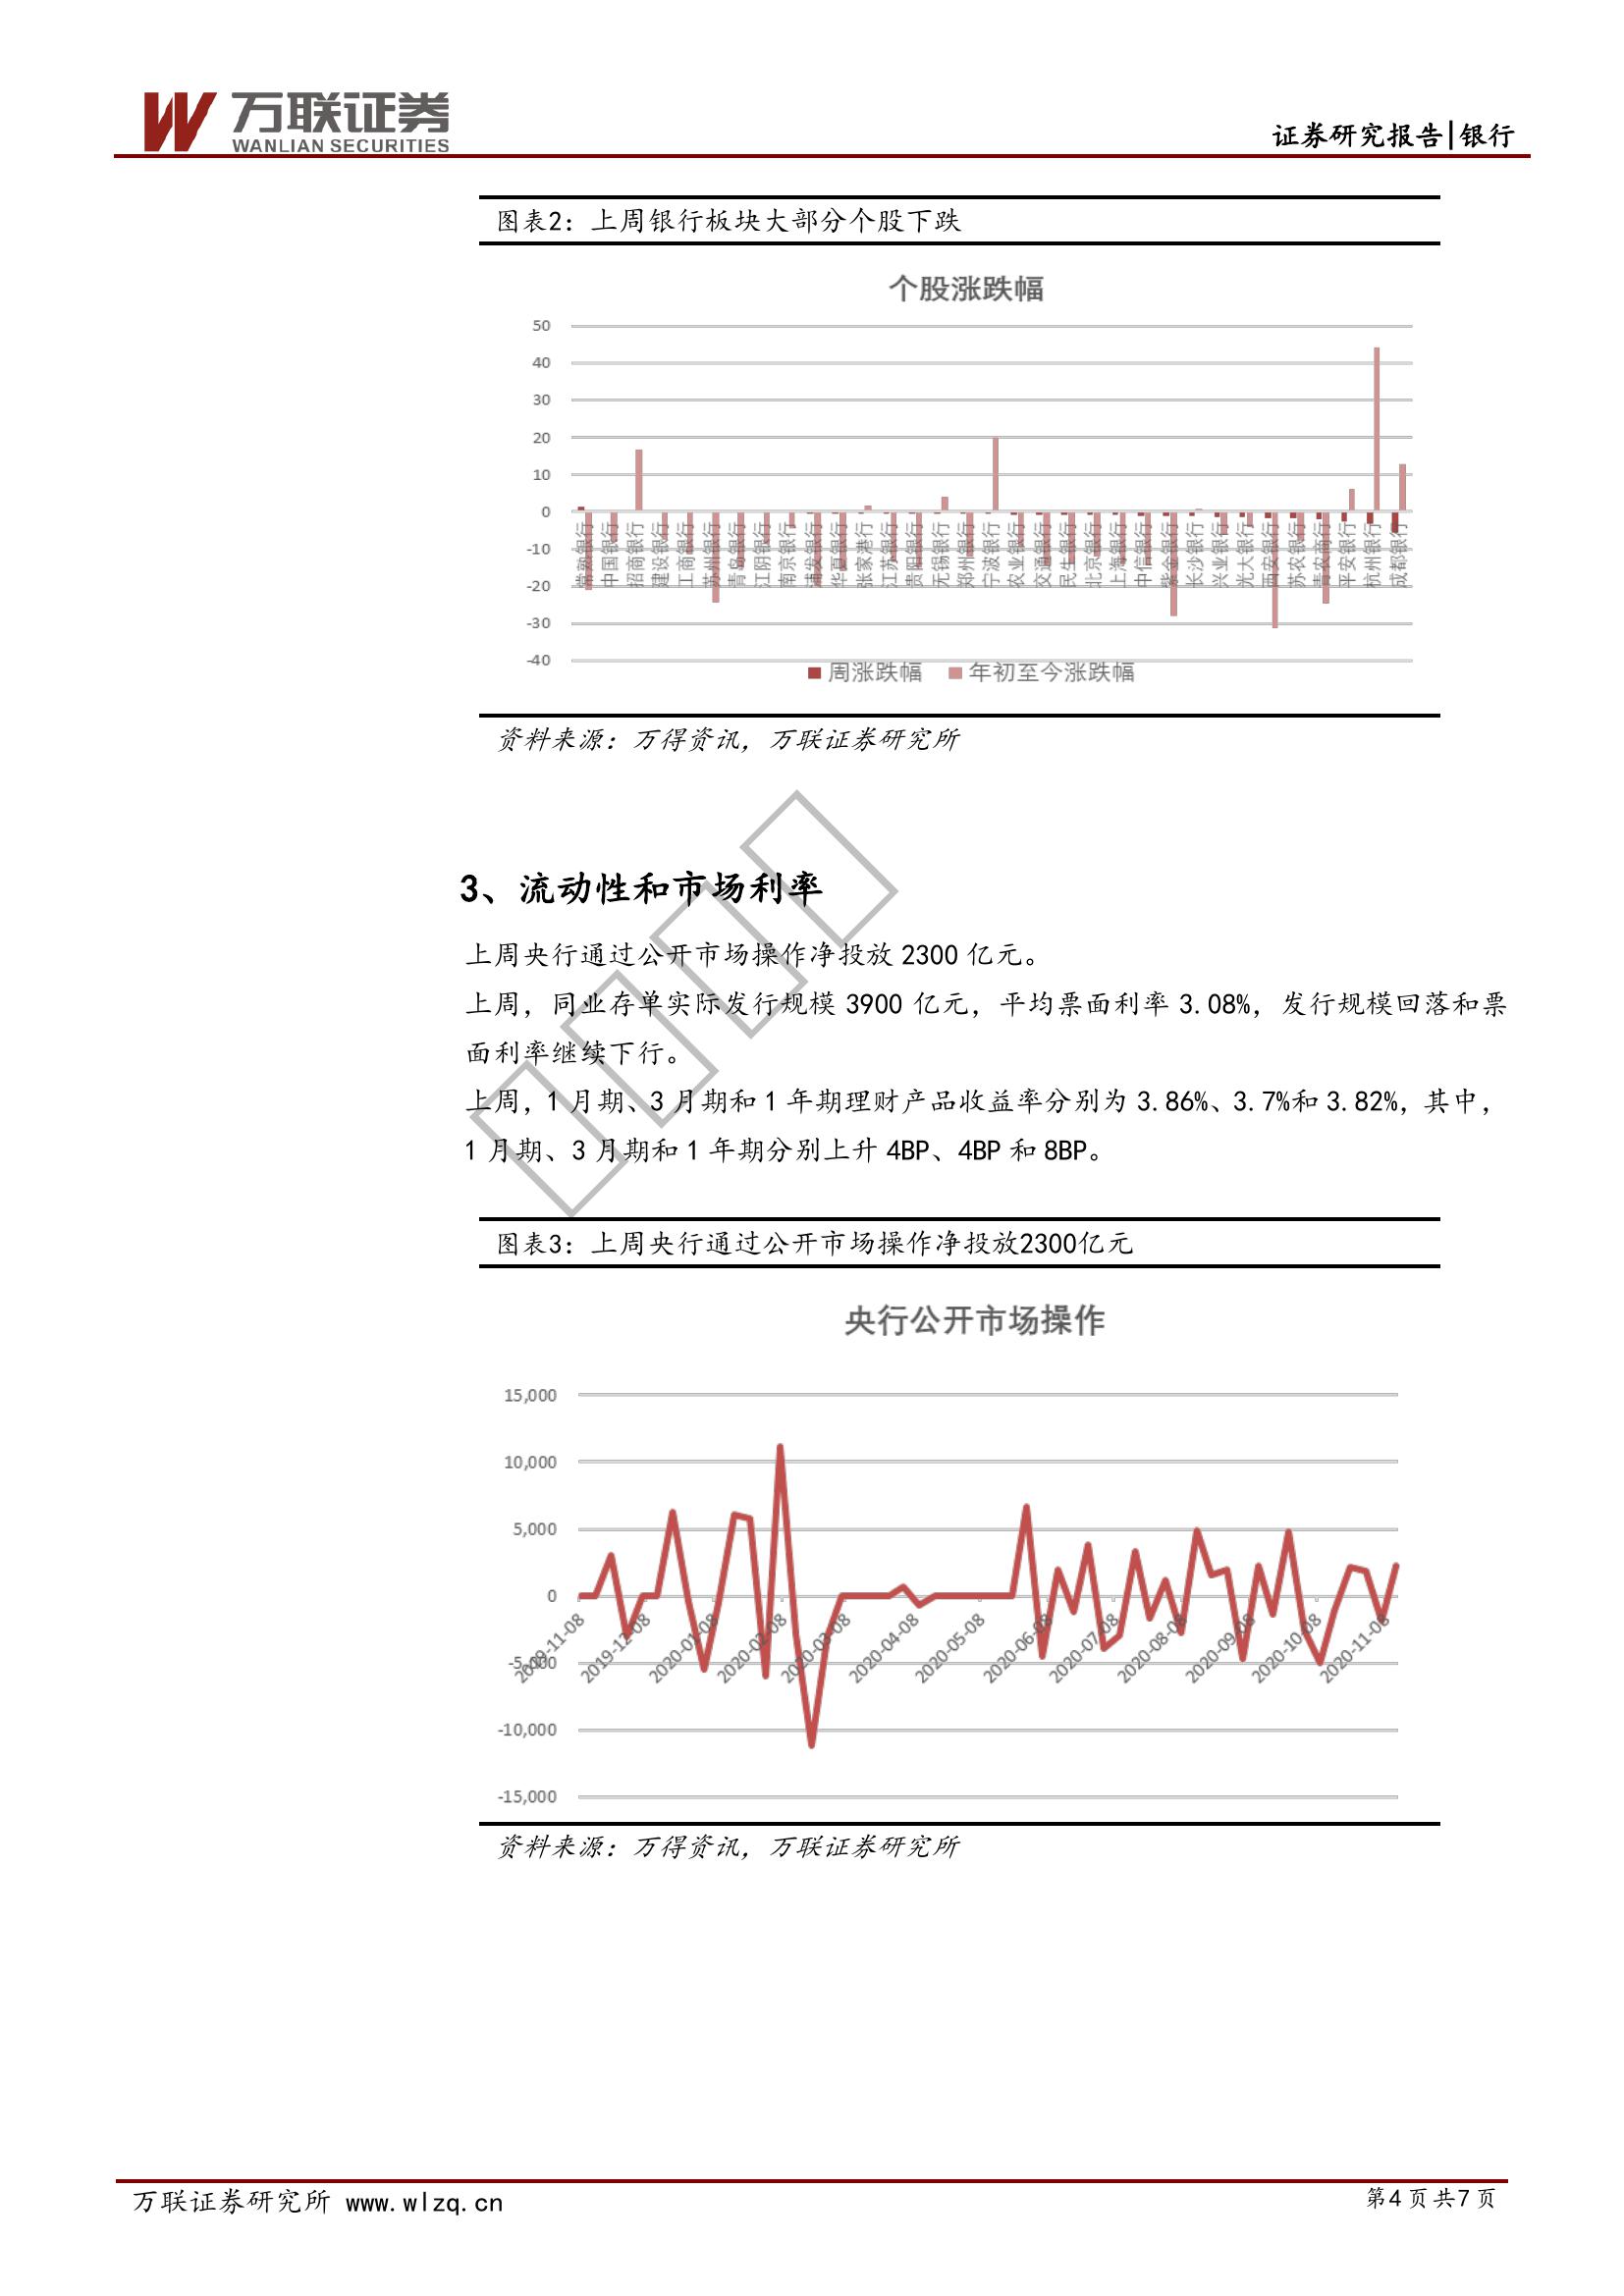 万联证券
WANLIAN SECURITIES
证券研究报告|银行
图表2：上周银行板块大部分个股下跌
个股涨跌幅
50
40
30
20
10
0
-10
-20
-30
-40
常熟银行
中国银行
招商银行
建设银行
工商银行
苏州银行
青岛银行
江阴银行
南京银行
浦发银行
华夏银行
张家港行
江苏银行
贵阳银行
无锡银行
郑州银行
宁波银行
农业银行
交通银行
民生银行
北京银行
上海银行
中信银行
紫金银行
长沙银行
兴业银行
光大银行
西安银行
苏农银行
青农商行
平安银行
杭州银行
成都银行
周涨跌幅 年初至今涨跌幅
资料来源：万得资讯，万联证券研究所
3、流动性和市场利率
上周央行通过公开市场操作净投放 2300 亿元。
上周，同业存单实际发行规模 3900 亿元，平均票面利率 3.08%，发行规模回落和票
面利率继续下行。
上周，1 月期、3 月期和 1 年期理财产品收益率分别为 3.86%、3.7%和 3.82%，其中，
1 月期、3 月期和 1 年期分别上升 4BP、4BP 和 8BP。
图表3：上周央行通过公开市场操作净投放2300亿元
央行公开市场操作
15,000
10,000
5,000
0
-5,000
-10,000
-15,000
2019-11-08
2019-12-08
2020-01-08
2020-02-08
2020-03-08
2020-04-08
2020-05-08
2020-06-08
2020-07-08
2020-08-08
2020-09-08
2020-10-08
2020-11-08
资料来源：万得资讯，万联证券研究所
万联证券研究所 www.wlzq.cn
第4页共7页